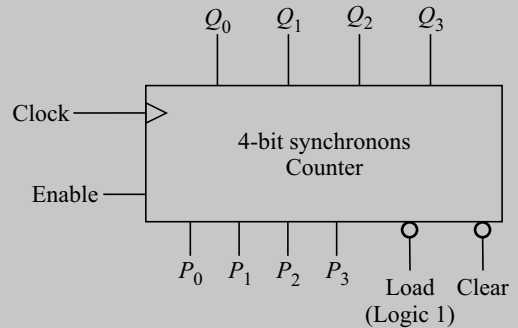 Q0 Q1 Q2 Q3
Clock
4-bit synchronons
Counter
Enable
P0 P1 P2 P3
Load Clear
(Logic 1)